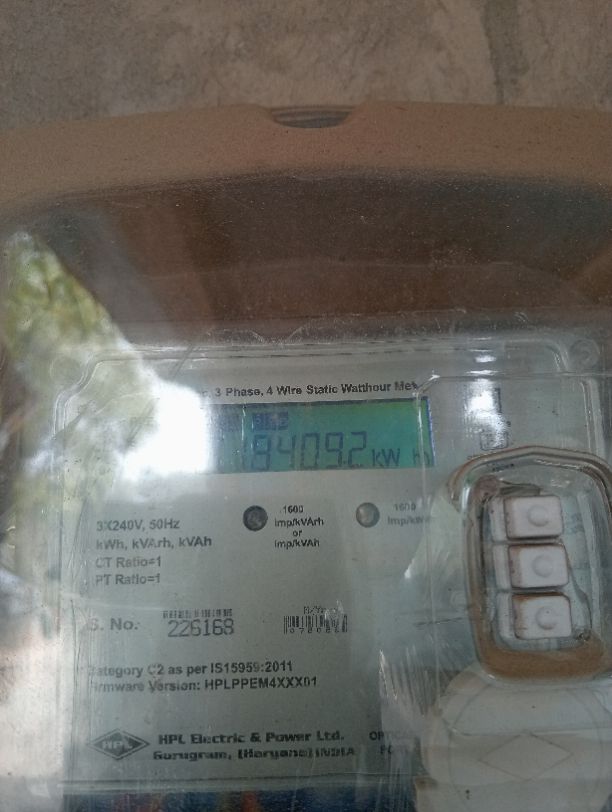 3 Phase, 4 Wire Static Watthour
18409.2 kW h
1600
Imp/kVArh
or
Imp/kVAh
1600
3X240V, 50Hz
kWh, kVArh, kVAh
CT Ratio=1
PT Ratio=1
S. No.
226168
Category C2 as per IS15959:2011
Firmware Version: HPLPPEM4XXX01
HPL
HPL Electric & Power Ltd.
Gurugram, (Haryana) INDIA